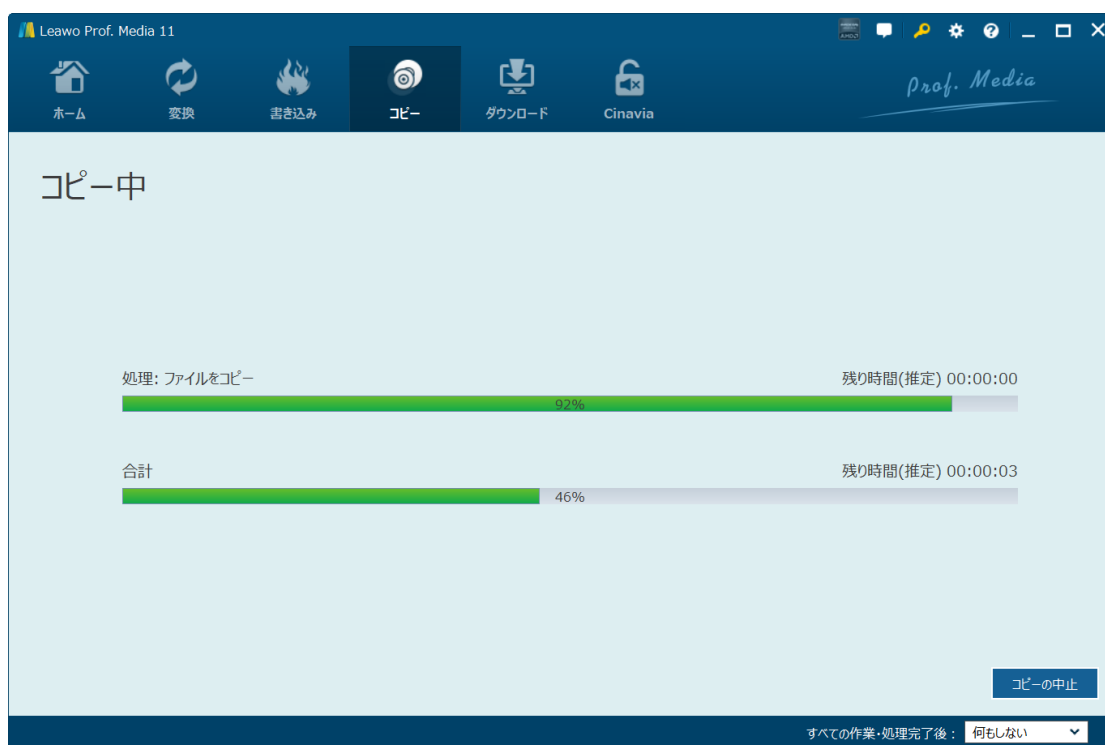 Leawo Prof. Media 11
ホーム
変換
書き込み
コピー
ダウンロード
Cinavia
Prof. Media
コピー中
処理: ファイルをコピー
残り時間(推定) 00:00:00
92%
合計
残り時間(推定) 00:00:03
46%
コピーの中止
すべての作業・処理完了後 :
何もしない